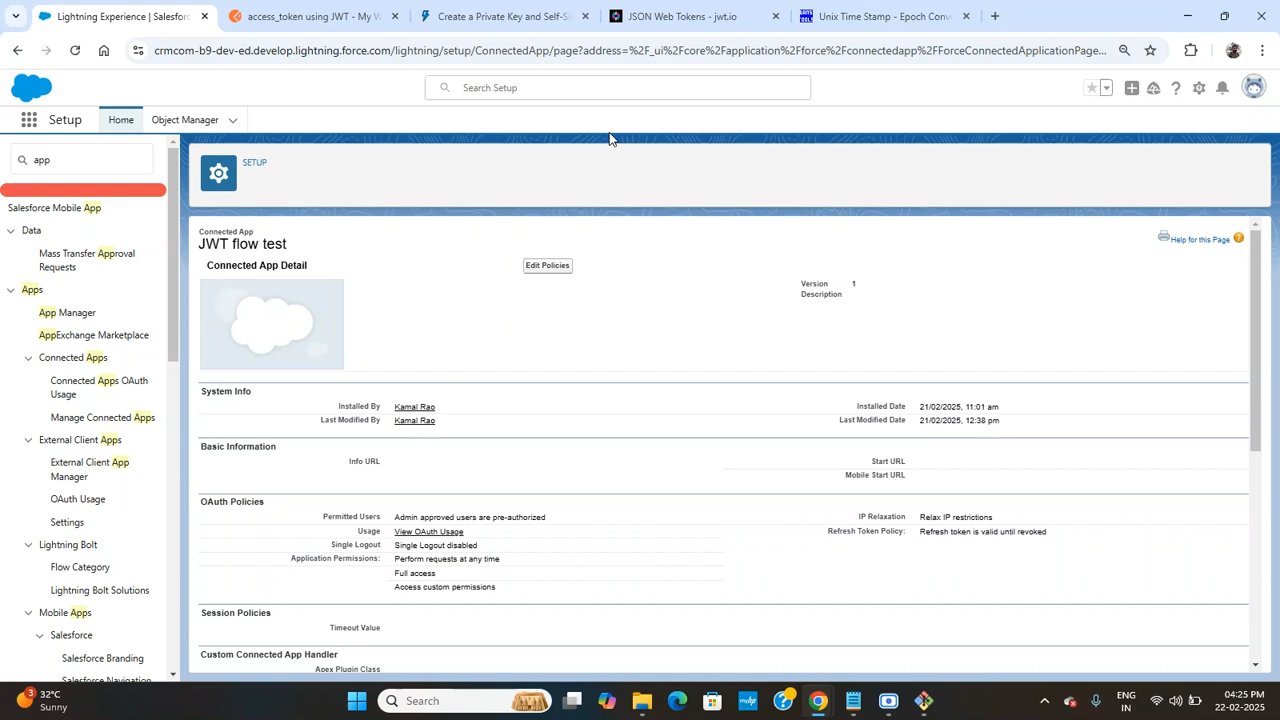 Lightning Experience | Salesforc
access_token using JWT - My W
Create a Private Key and Self-Si
JSON Web Tokens - jwt.io
Unix Time Stamp - Epoch Conv
crmcom-b9-dev-ed.develop.lightning.force.com/lightning/setup/ConnectedApp/page?address=%2F_ui%2Fcore%2Fapplication%2Fforce%2Fconnectedapp%2FForceConnectedApplicationPage...
Search Setup
Setup
Home
Object Manager
app
SETUP
Salesforce Mobile App
Data
Mass Transfer Approval
Requests
Apps
App Manager
AppExchange Marketplace
Connected Apps
Connected Apps OAuth
Usage
Manage Connected Apps
External Client Apps
External Client App
Manager
OAuth Usage
Settings
Lightning Bolt
Flow Category
Lightning Bolt Solutions
Mobile Apps
Salesforce
Salesforce Branding
Salesforce Navigation
Connected App
JWT flow test
Help for this Page
Connected App Detail
Edit Policies
Version 1
Description
System Info
Installed By Kamal Rao
Installed Date 21/02/2025, 11:01 am
Last Modified By Kamal Rao
Last Modified Date 21/02/2025, 12:38 pm
Basic Information
Info URL
Start URL
Mobile Start URL
OAuth Policies
Permitted Users Admin approved users are pre-authorized
IP Relaxation Relax IP restrictions
Usage View OAuth Usage
Refresh Token Policy: Refresh token is valid until revoked
Single Logout Single Logout disabled
Application Permissions: Perform requests at any time
Full access
Access custom permissions
Session Policies
Timeout Value
Custom Connected App Handler
Apex Plugin Class
3
32°C
Sunny
Search
ENG
IN
04:25 PM
22-02-2025